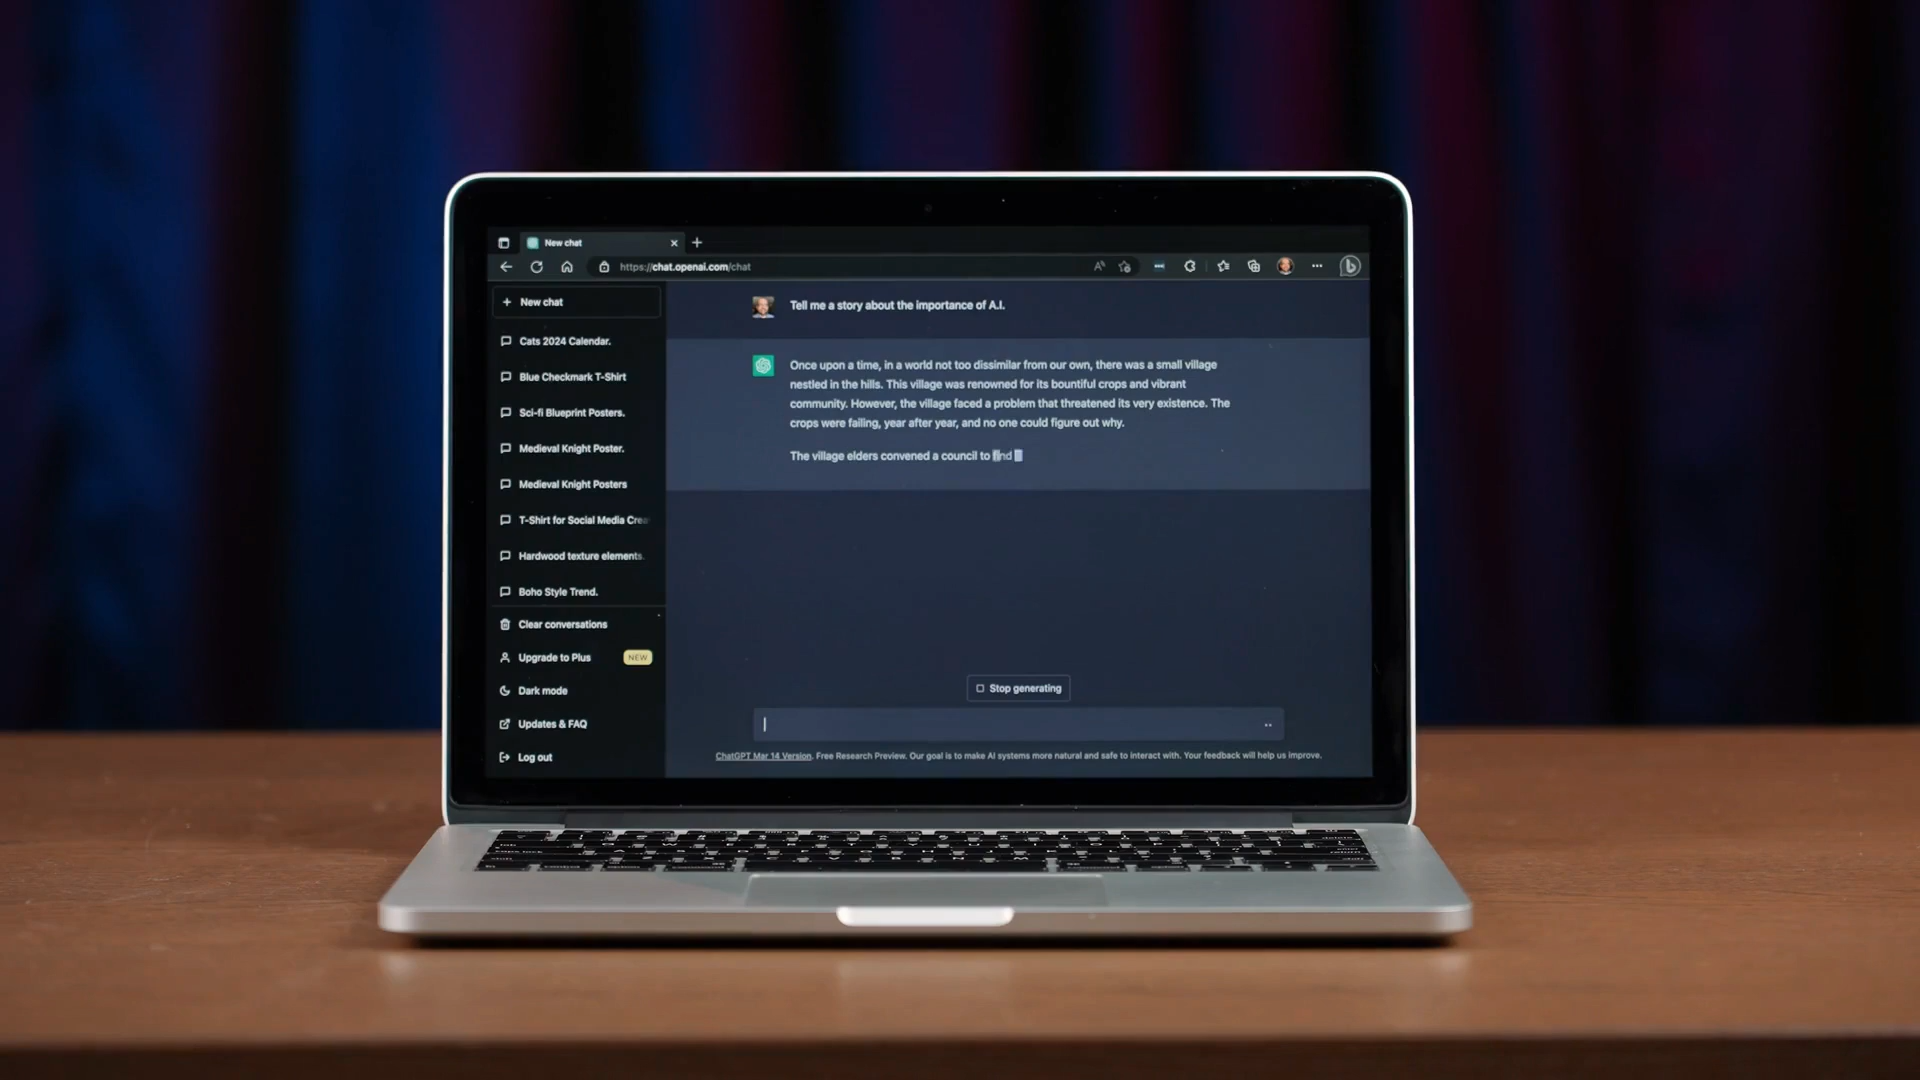 New chat
https://chat.openai.com/chat
New chat
Cats 2024 Calendar.
Blue Checkmark T-Shirt
Sci-fi Blueprint Posters.
Medieval Knight Poster.
Medieval Knight Posters
T-Shirt for Social Media Crea
Hardwood texture elements.
Boho Style Trend.
Clear conversations
Upgrade to Plus NEW
Dark mode
Updates & FAQ
Log out
Tell me a story about the importance of A.I.
Once upon a time, in a world not too dissimilar from our own, there was a small village
nestled in the hills. This village was renowned for its bountiful crops and vibrant
community. However, the village faced a problem that threatened its very existence. The
crops were failing, year after year, and no one could figure out why.
The village elders convened a council to find
Stop generating
ChatGPT Mar 14 Version. Free Research Preview. Our goal is to make AI systems more natural and safe to interact with. Your feedback will help us improve.